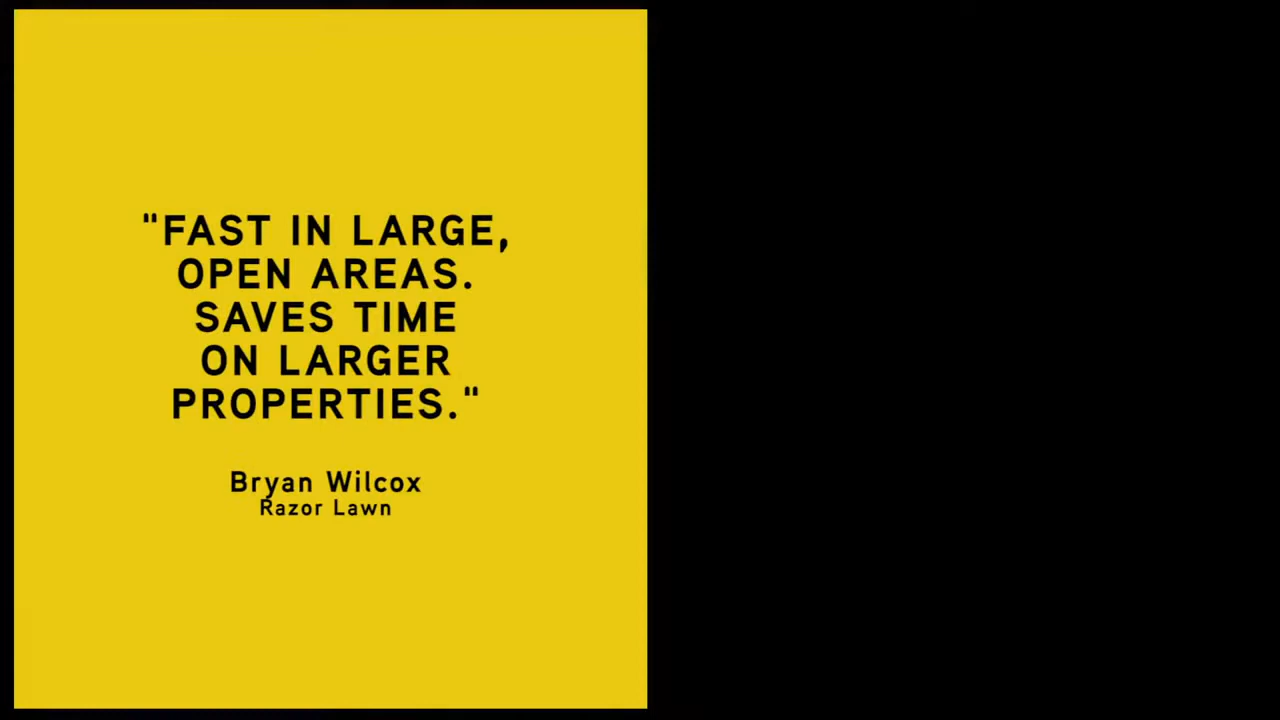 "FAST IN LARGE,
OPEN AREAS.
SAVES TIME
ON LARGER
PROPERTIES."
Bryan Wilcox
Razor Lawn